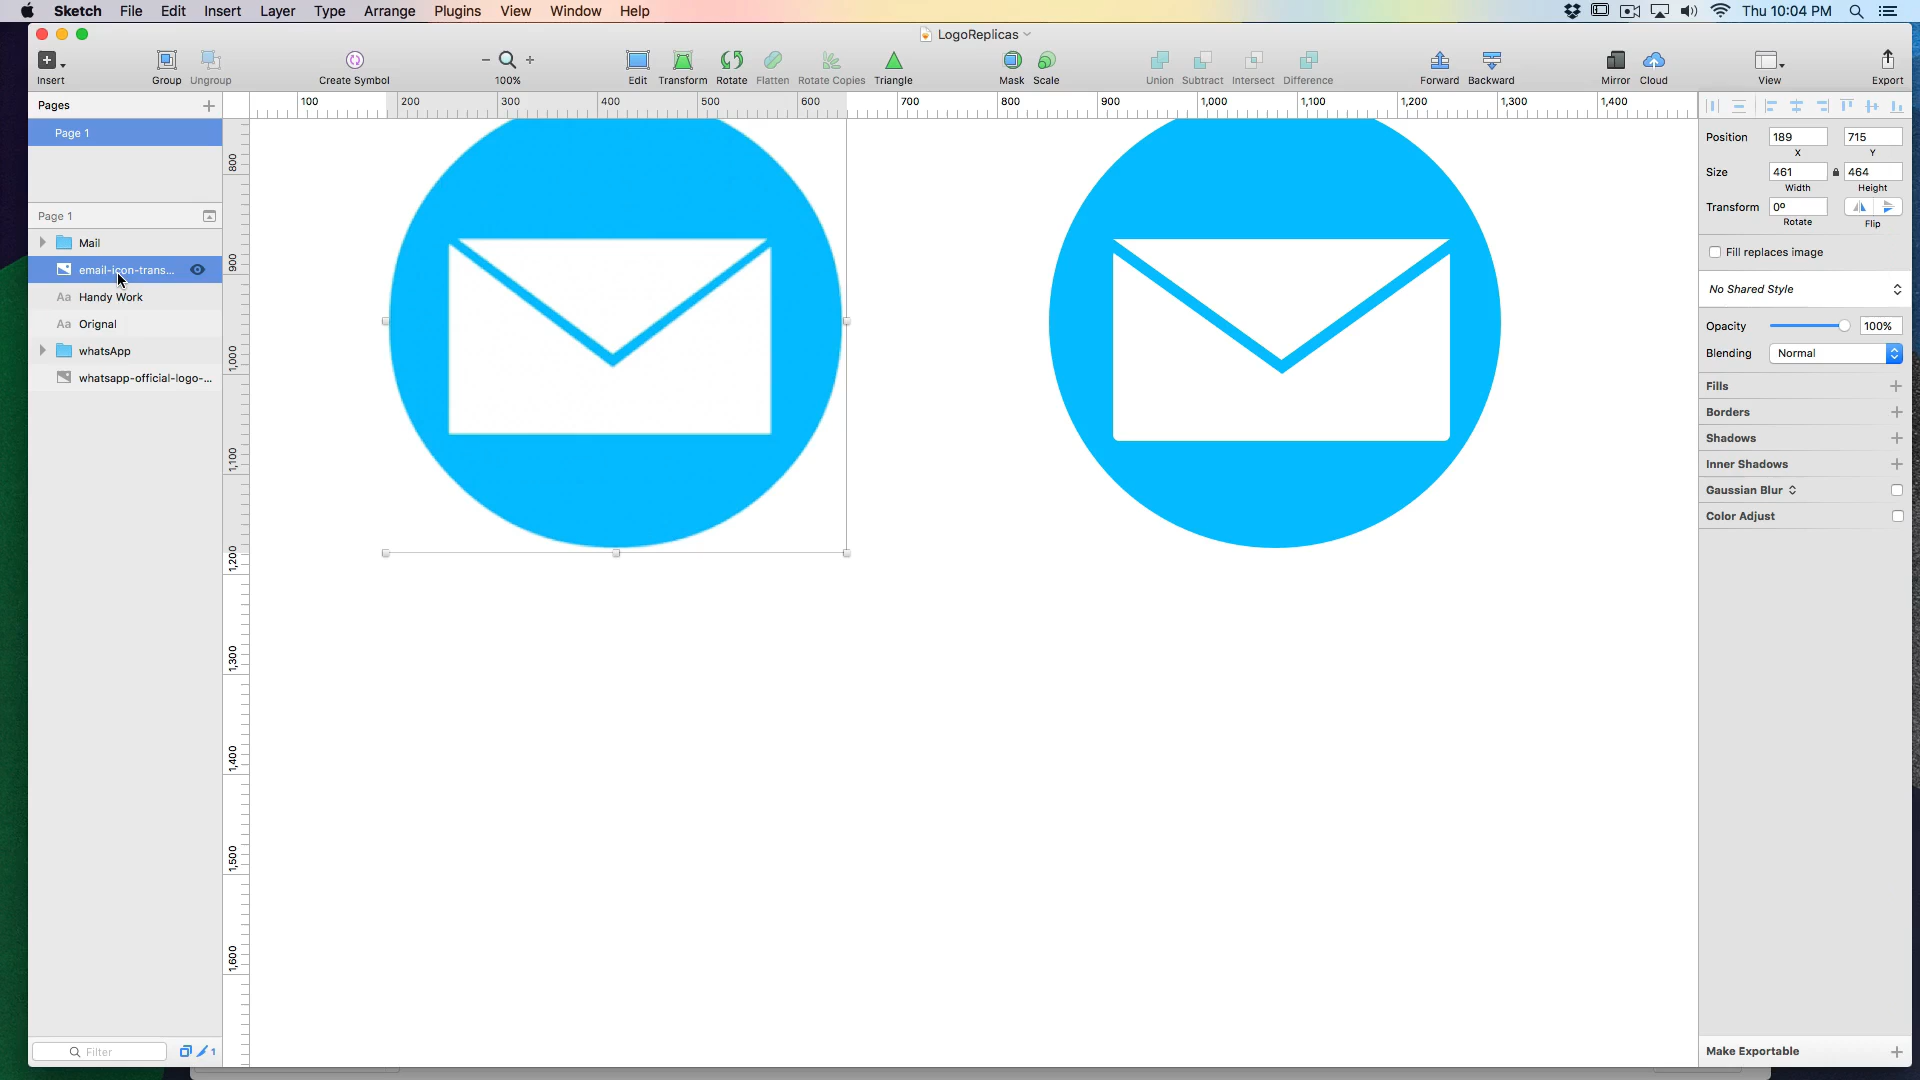 Sketch File Edit Insert Layer Type Arrange Plugins View Window Help Thu 10:04 PM
LogoReplicas
Insert Group Ungroup Create Symbol 100% Edit Transform Rotate Flatten Rotate Copies Triangle Mask Scale Union Subtract Intersect Difference Forward Backward Mirror Cloud View Export
Pages
100 200 300 400 500 600 700 800 900 1,000 1,100 1,200 1,300 1,400
Page 1
Page 1
Mail
email-icon-trans...
Aa Handy Work
Aa Orignal
whatsApp
whatsapp-official-logo-...
Filter
1
800
900
1,000
1,100
1,200
1,300
1,400
1,500
1,600
Position 189 715
X Y
Size 461 464
Width Height
Transform 0º
Rotate Flip
Fill replaces image
No Shared Style
Opacity 100%
Blending Normal
Fills
Borders
Shadows
Inner Shadows
Gaussian Blur
Color Adjust
Make Exportable